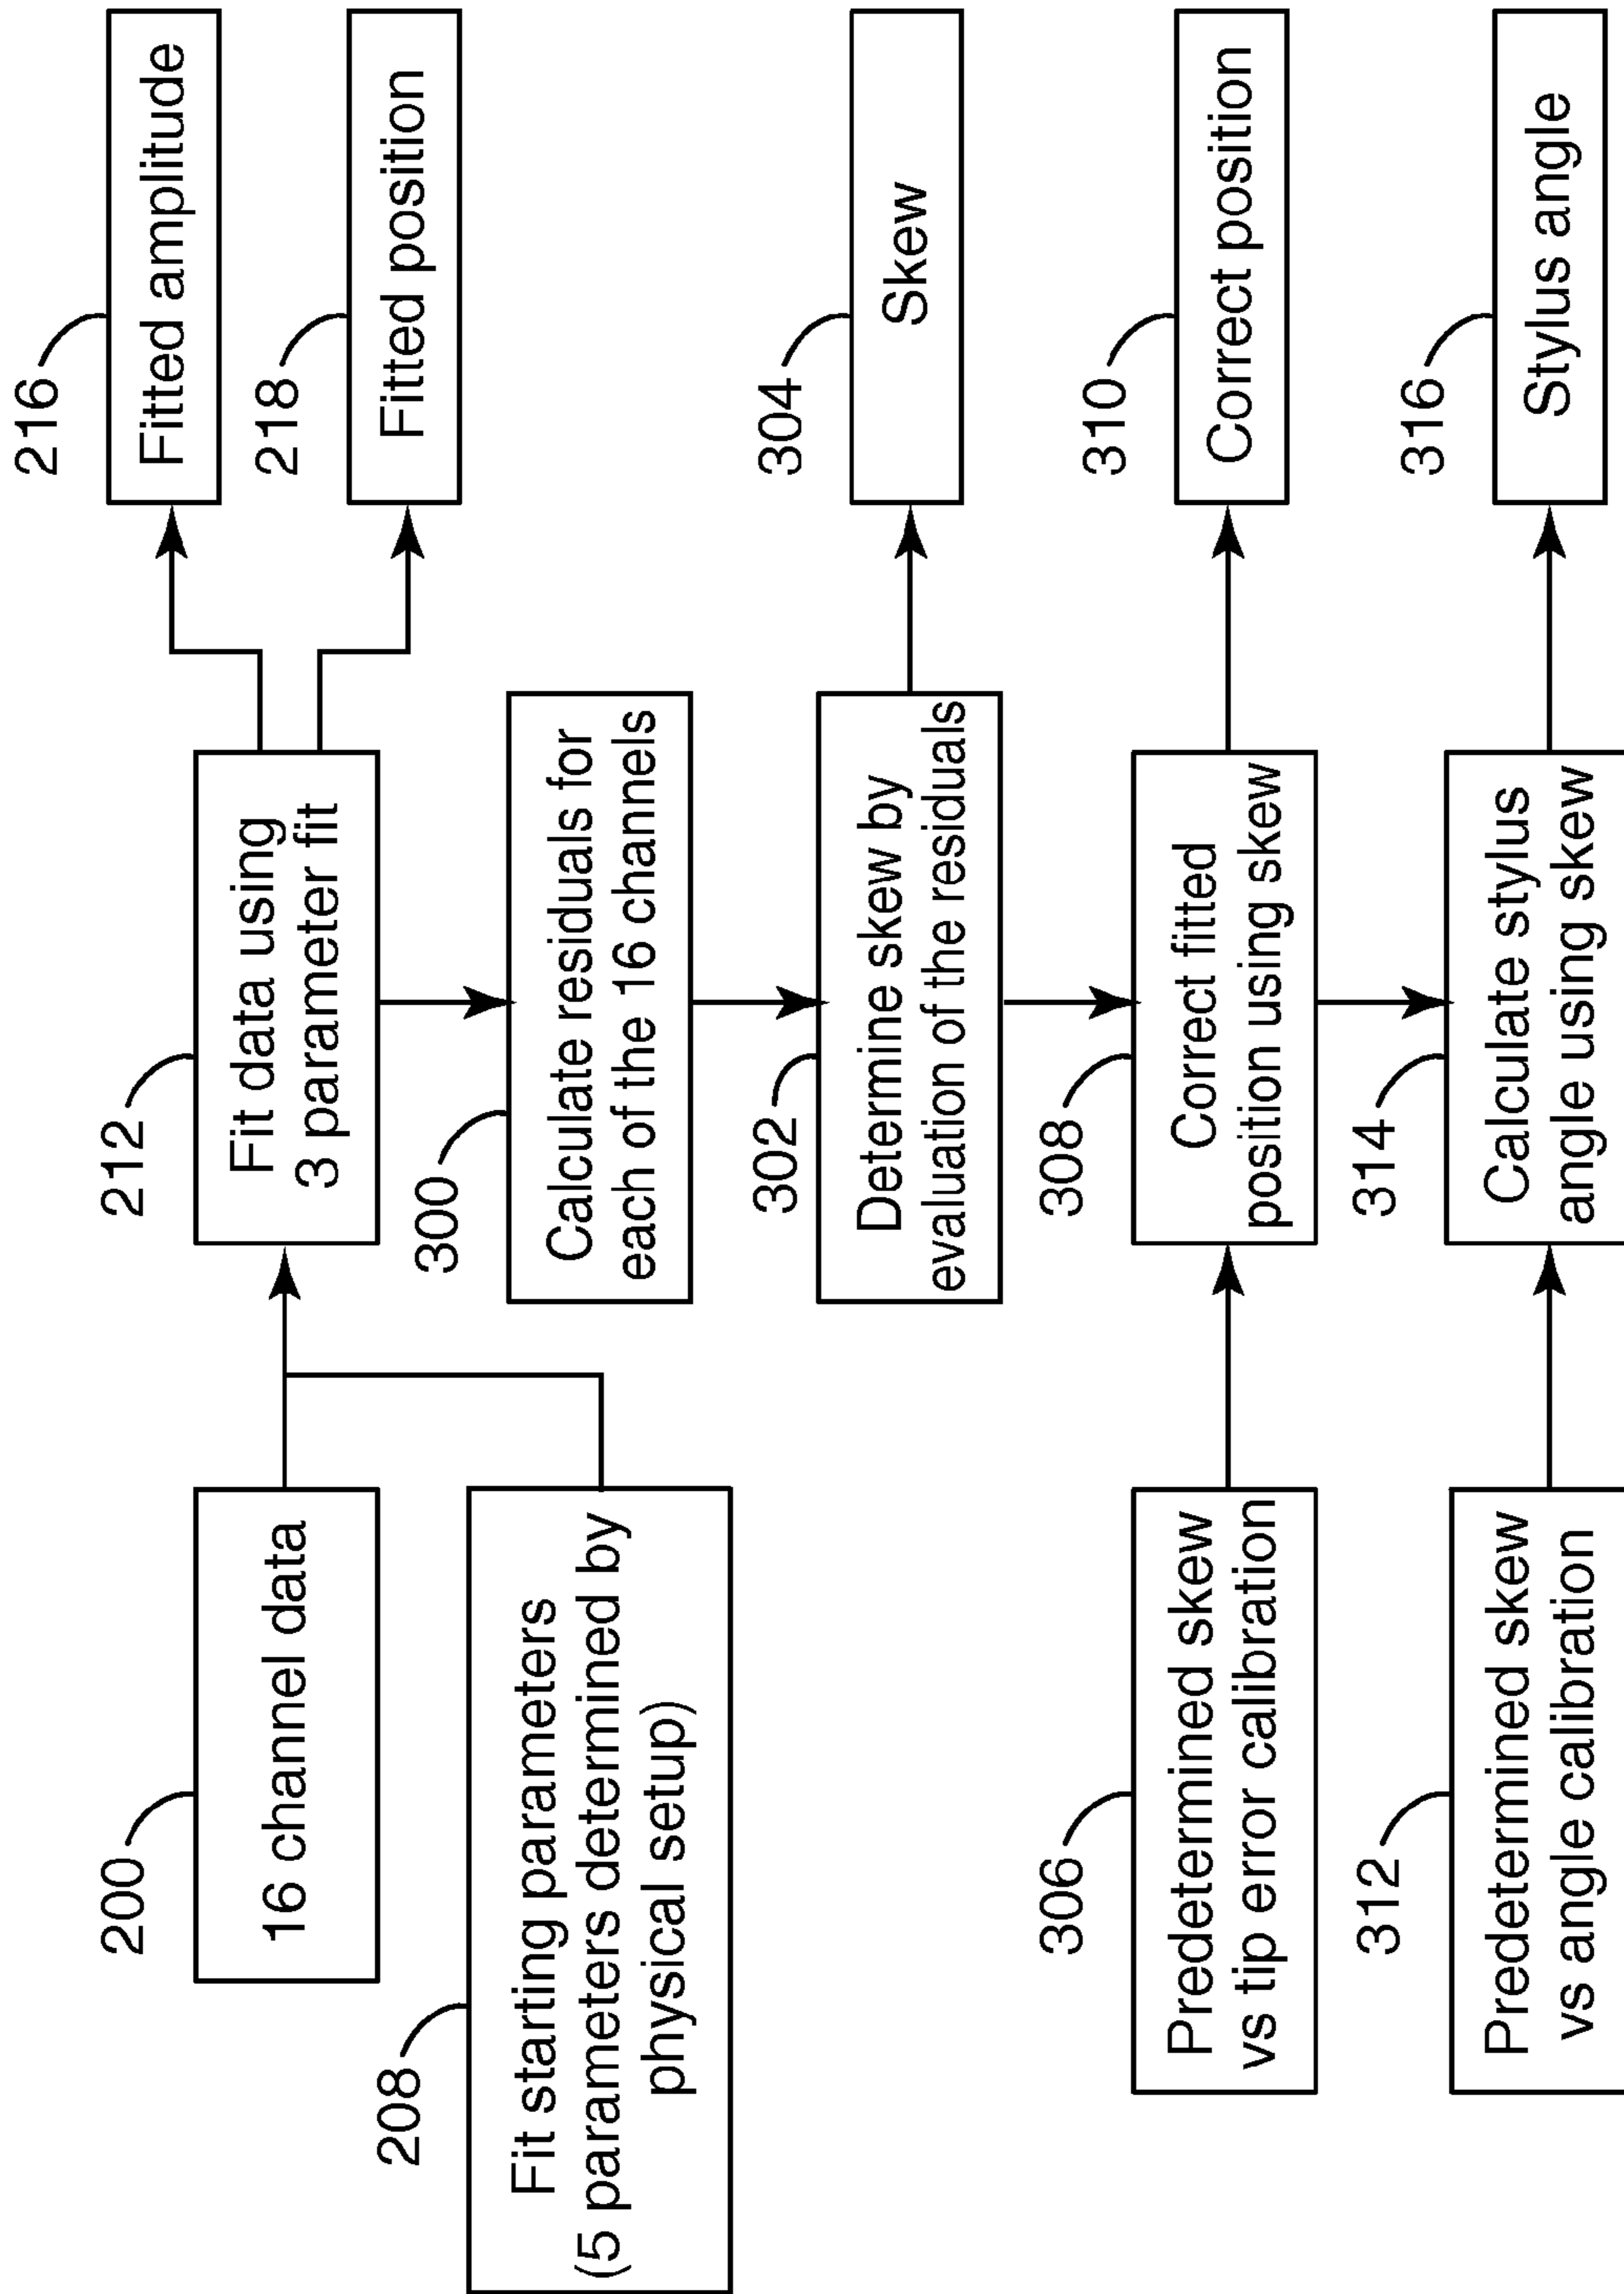 200
16 channel data
208
Fit starting parameters
(5 parameters determined by
physical setup)
212
Fit data using
3 parameter fit
216
Fitted amplitude
218
Fitted position
300
Calculate residuals for
each of the 16 channels
302
Determine skew by
evaluation of the residuals
304
Skew
306
Predetermined skew
vs tip error calibration
308
Correct fitted
position using skew
310
Correct position
312
Predetermined skew
vs angle calibration
314
Calculate stylus
angle using skew
316
Stylus angle